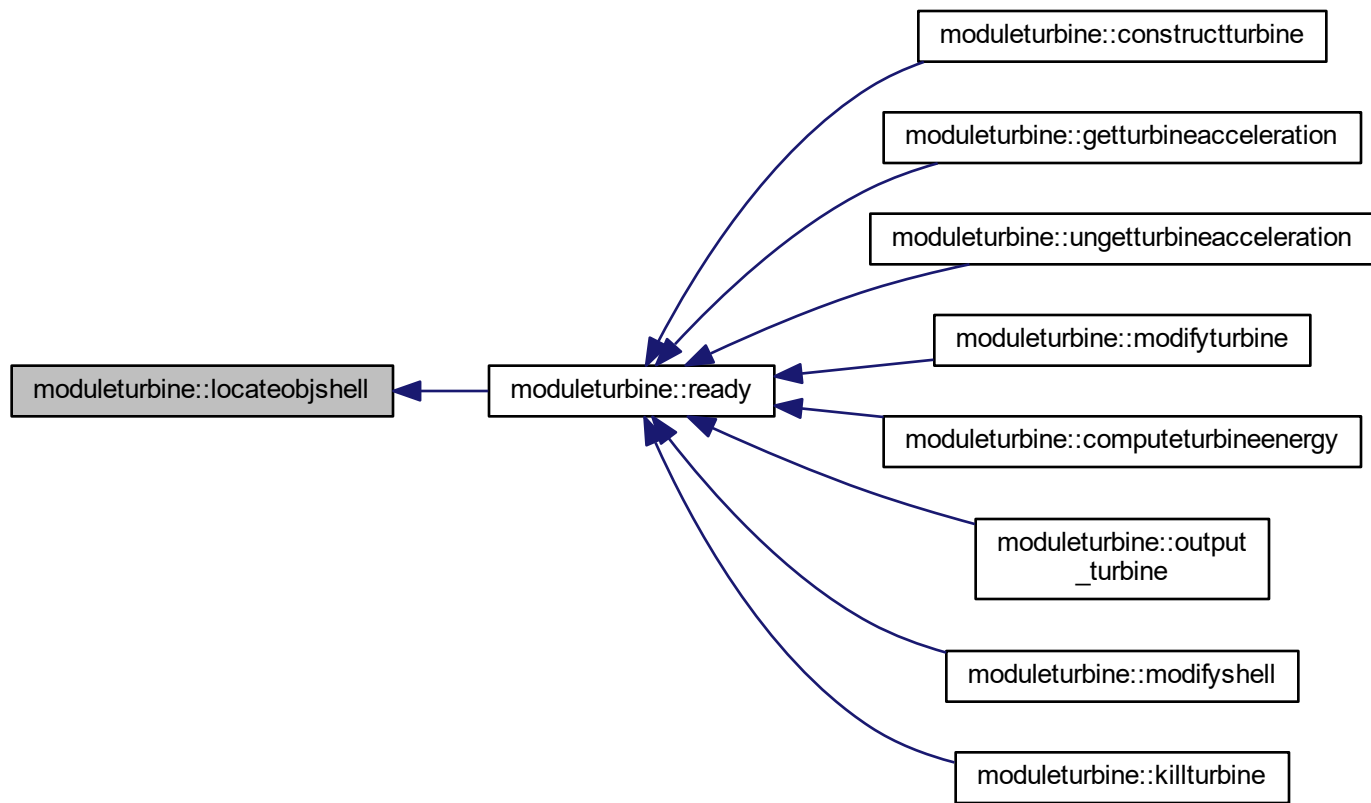 moduleturbine::constructturbine
moduleturbine::getturbineacceleration
moduleturbine::ungetturbineacceleration
moduleturbine::modifyturbine
moduleturbine::locateobjshell
moduleturbine::ready
moduleturbine::computeturbineenergy
moduleturbine::output
_turbine
moduleturbine::modifyshell
moduleturbine::killturbine